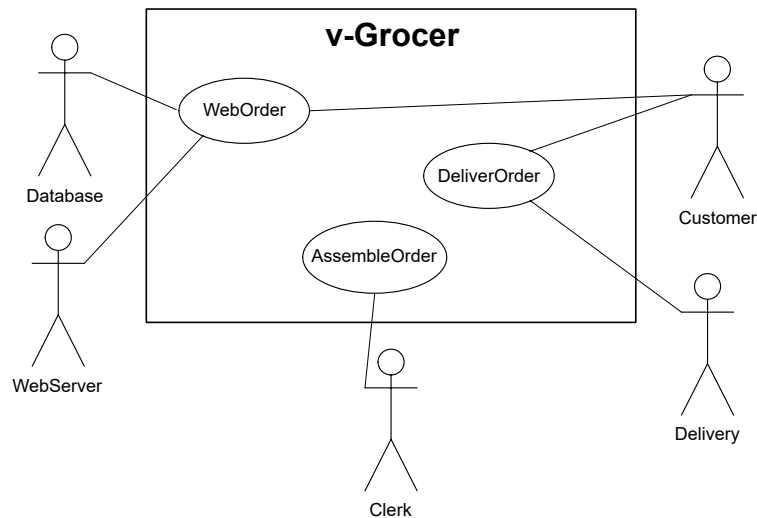 v-Grocer
WebOrder
Database
DeliverOrder
Customer
AssembleOrder
WebServer
Delivery
Clerk